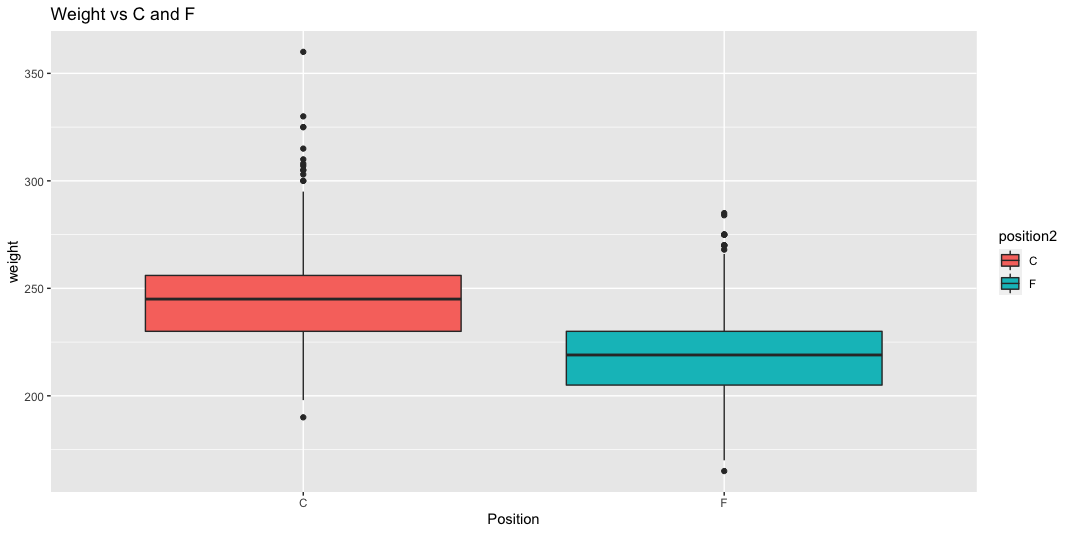 Weight vs C and F
weight
350
300
250
200
C
F
Position
position2
C
F